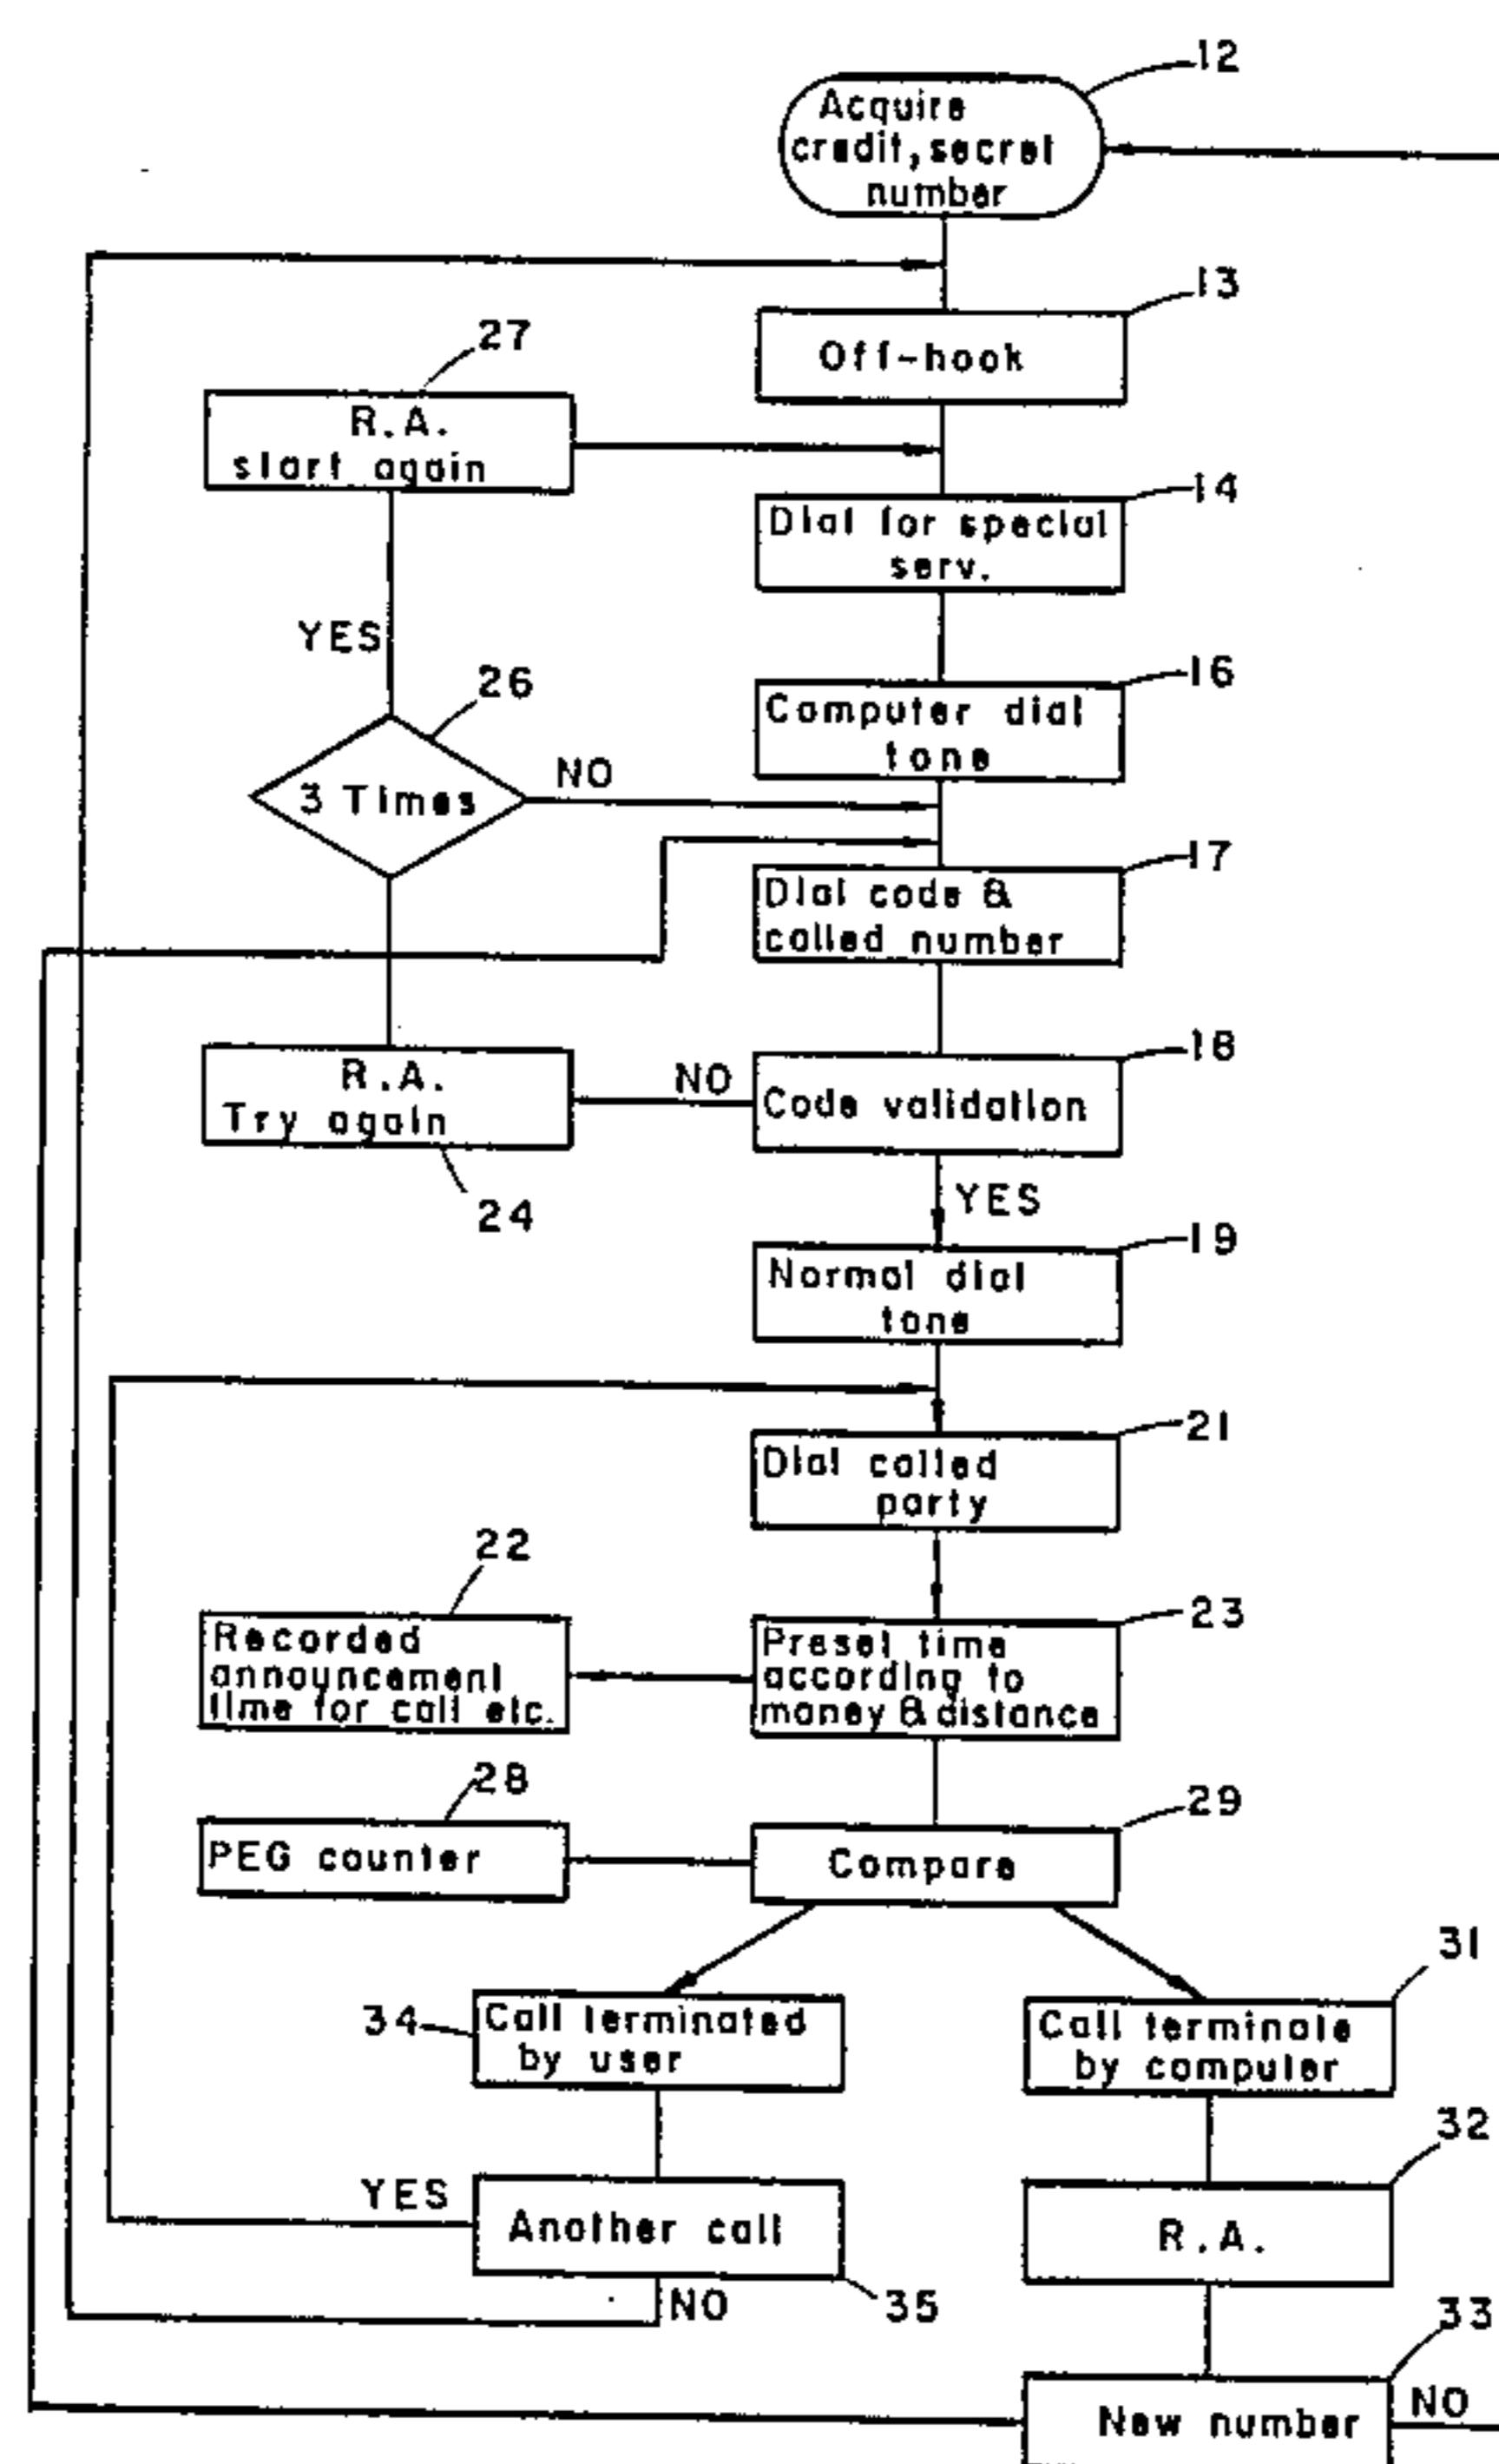 12
Acquire
credit, secret
number
13
Off-hook
27
R.A.
start again
14
Dial for special
serv.
YES
26
16
Computer dial
tone
3 Times
NO
17
Dial code &
called number
18
R.A.
Try again
NO
Code validation
24
YES
19
Normal dial
tone
21
Dial called
party
22
Recorded
announcement
time for call etc.
23
Preset time
according to
money & distance
28
PEG counter
29
Compare
31
34
Call terminated
by user
Call terminate
by computer
32
YES
Another call
R.A.
NO
35
33
New number
NO